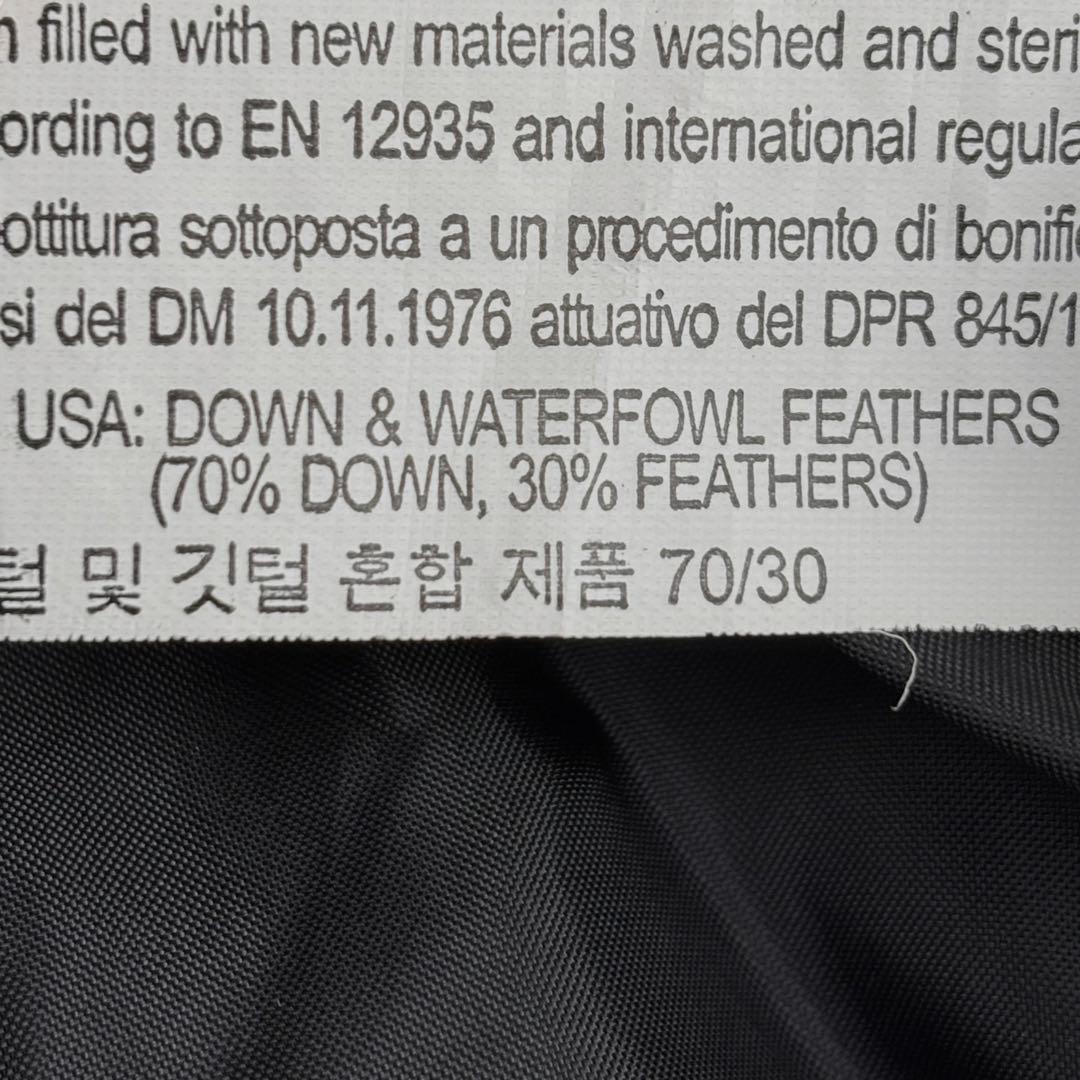 filled with new materials washed and steri
ording to EN 12935 and international regula
ottitura sottoposta a un procedimento di bonific
si del DM 10.11.1976 attuativo del DPR 845/1
USA: DOWN & WATERFOWL FEATHERS
(70% DOWN, 30% FEATHERS)
털 및 깃털 혼합 제품 70/30